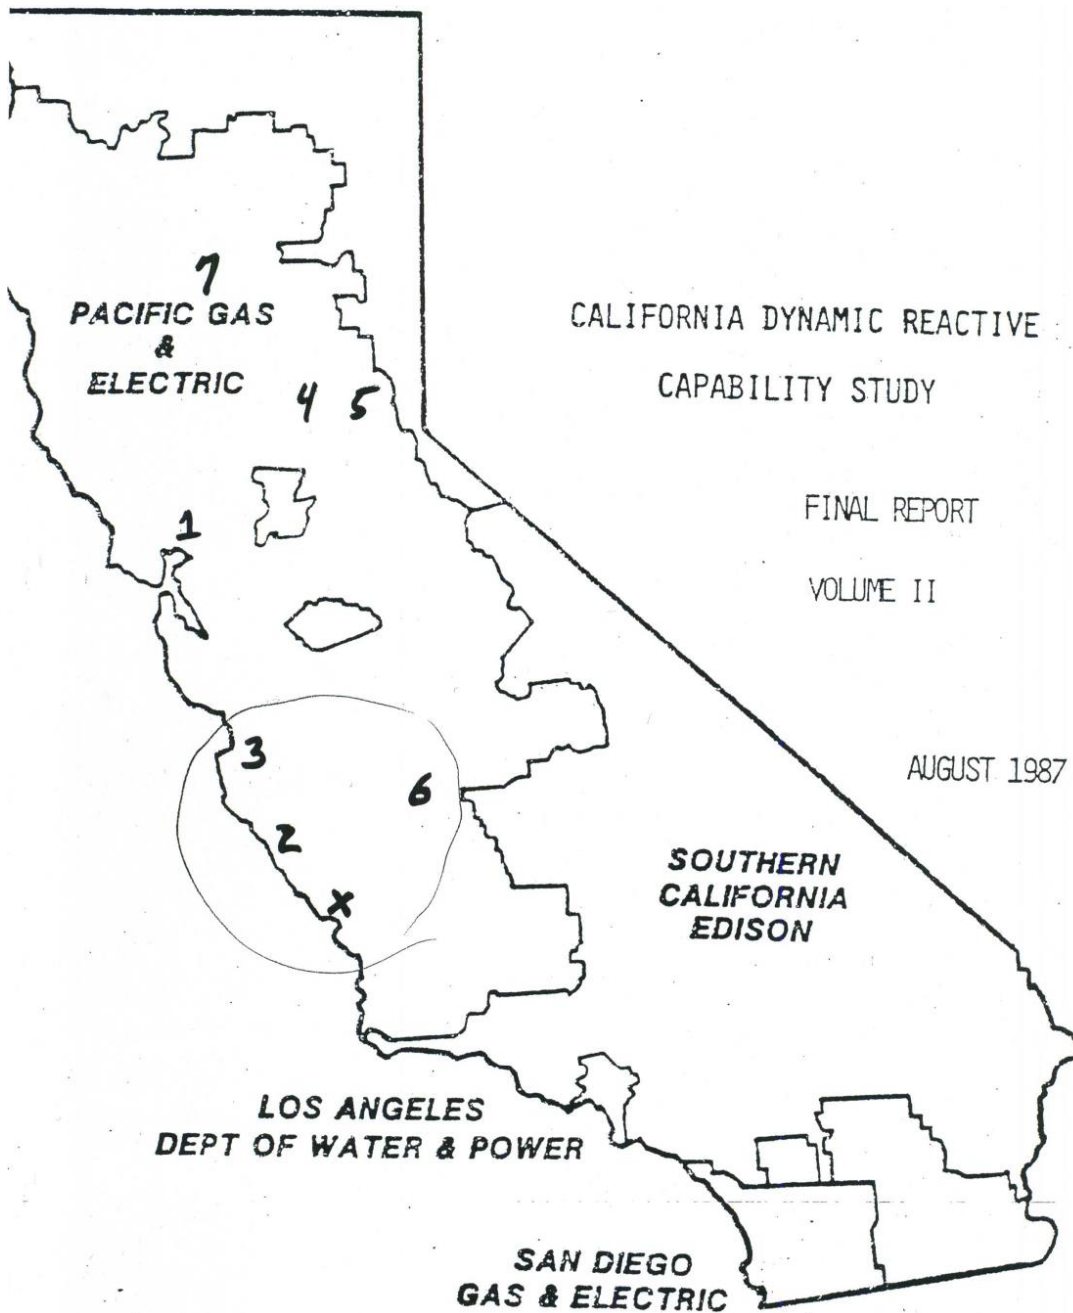 7
PACIFIC GAS
&
ELECTRIC
CALIFORNIA DYNAMIC REACTIVE
CAPABILITY STUDY
4 5
FINAL REPORT
1
VOLUME II
3
AUGUST 1987
6
2
SOUTHERN
CALIFORNIA
EDISON
x
LOS ANGELES
DEPT OF WATER & POWER
SAN DIEGO
GAS & ELECTRIC